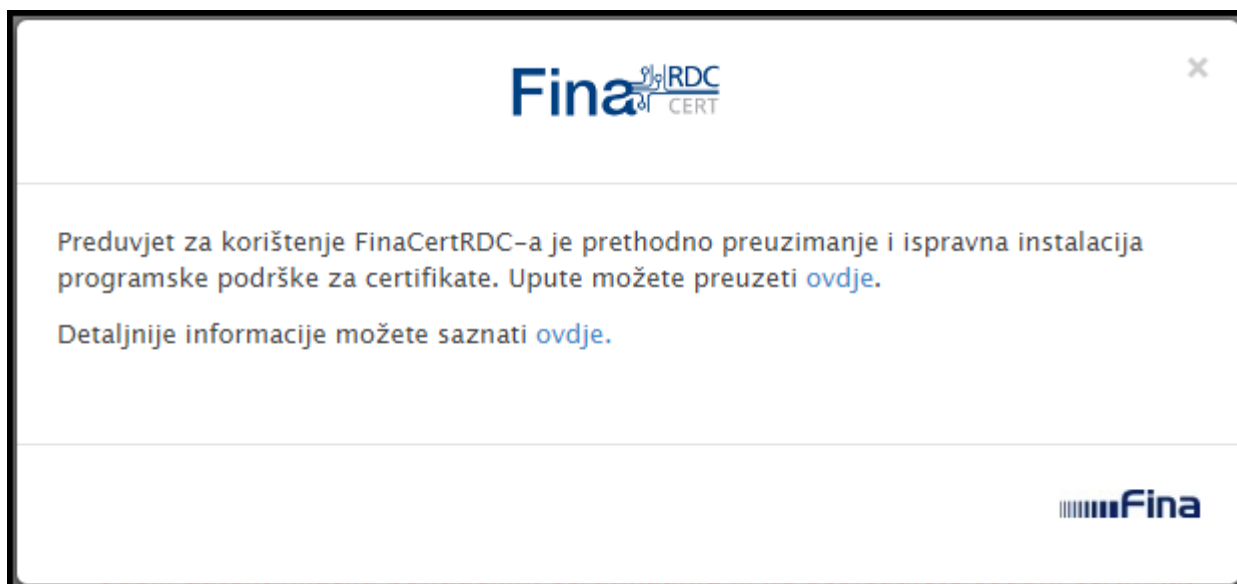 Fina RDC
CERT
×
Preduvjet za korištenje FinaCertRDC-a je prethodno preuzimanje i ispravna instalacija
programske podrške za certifikate. Upute možete preuzeti ovdje.
Detaljnije informacije možete saznati ovdje.
Fina